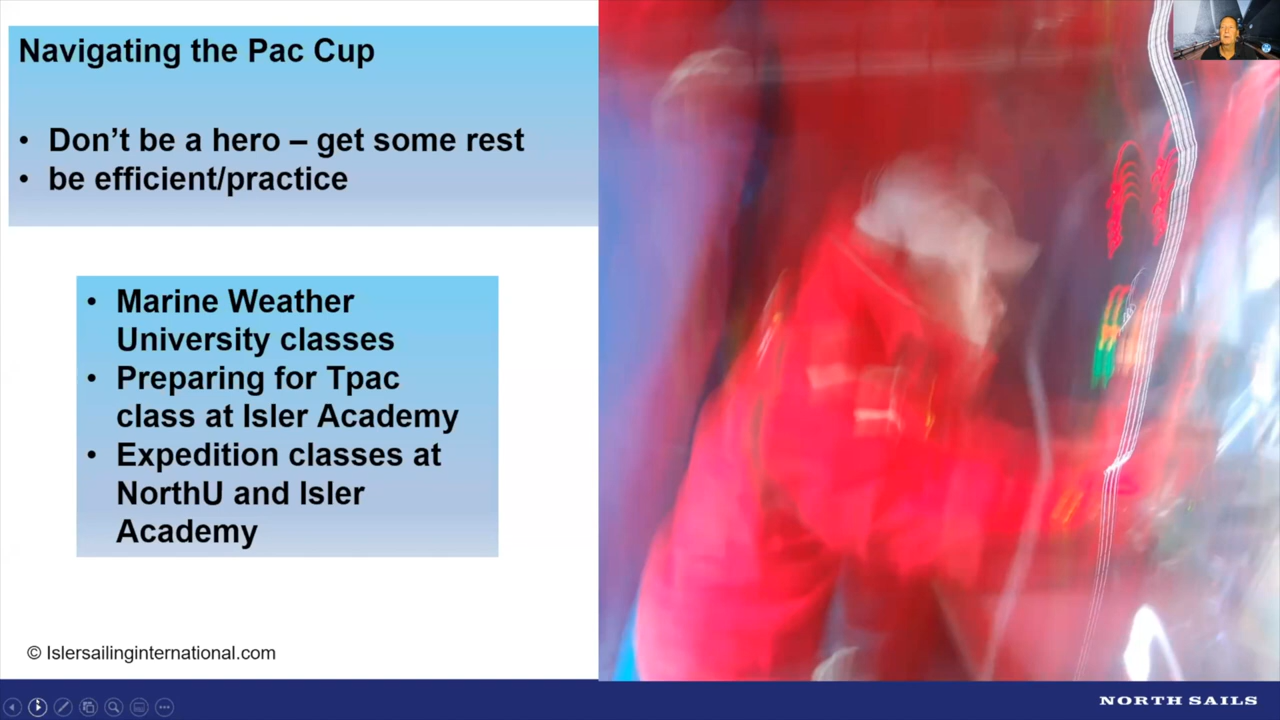 Navigating the Pac Cup
• Don’t be a hero – get some rest
• be efficient/practice
• Marine Weather
University classes
• Preparing for Tpac
class at Isler Academy
• Expedition classes at
NorthU and Isler
Academy
© Islersailinginternational.com
NORTH SAILS